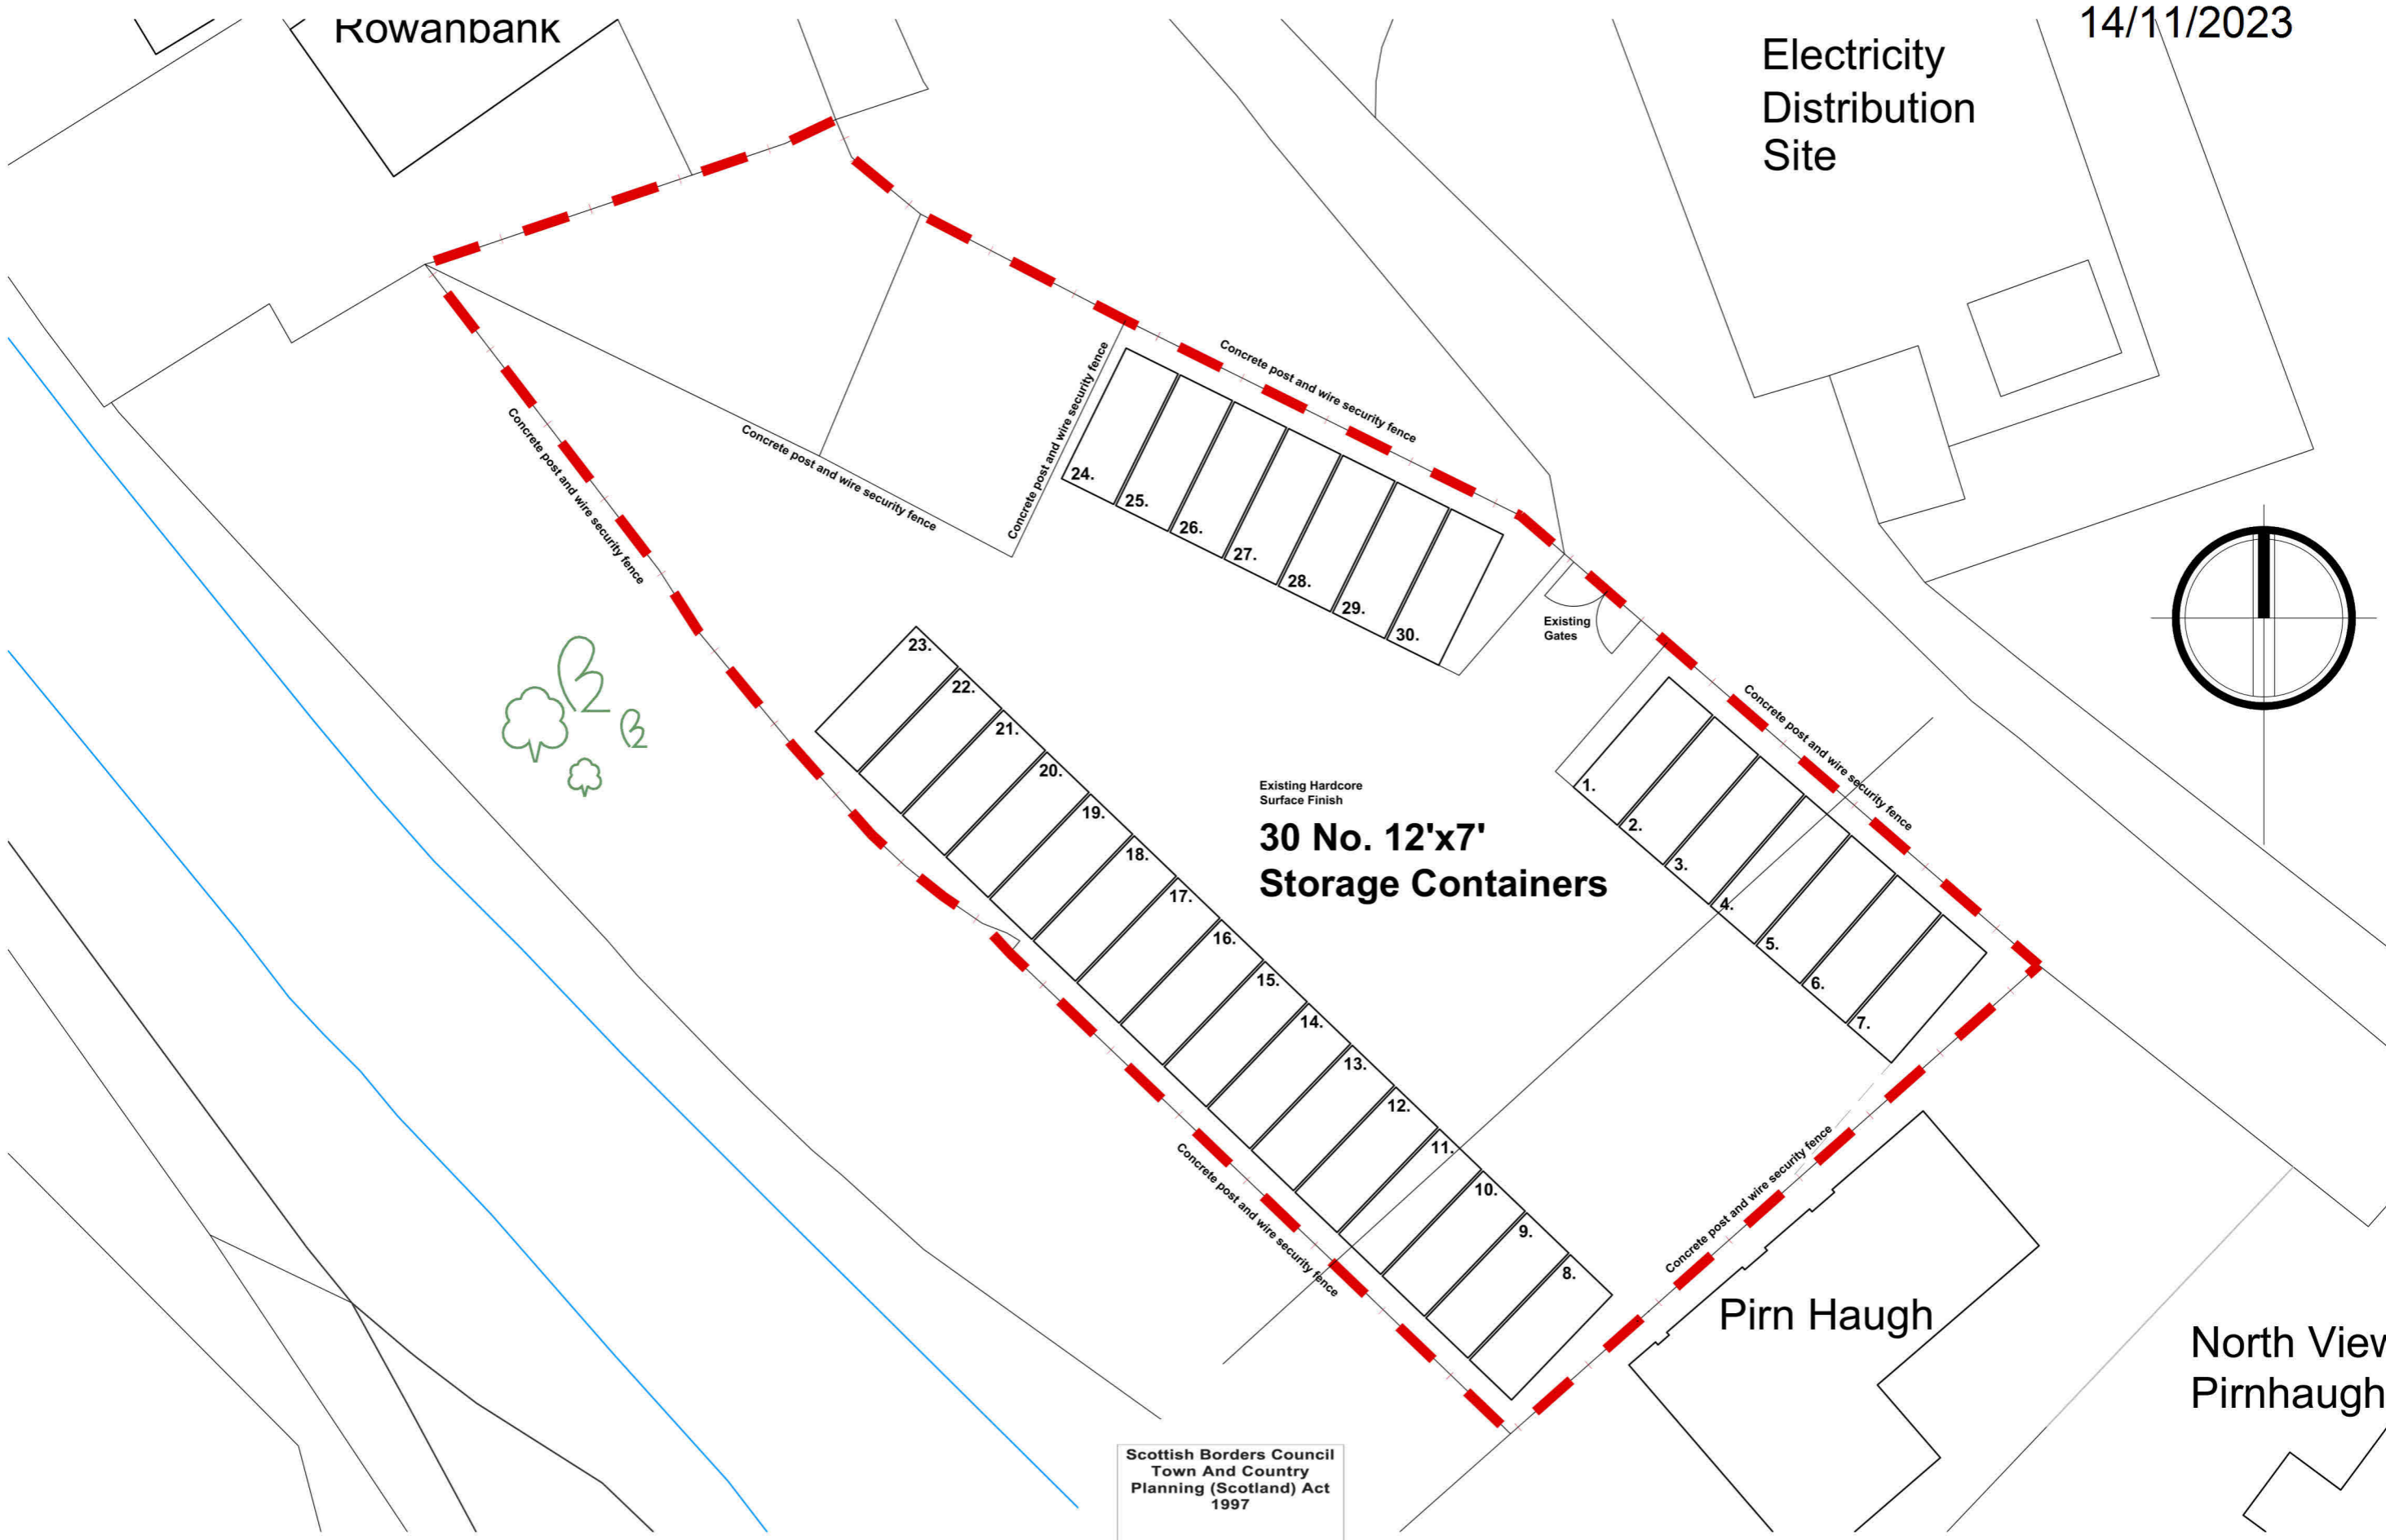 Rowanbank
14/11/2023
Electricity
Distribution
Site
Concrete post and wire security fence
Concrete post and wire security fence
Concrete post and wire security fence
Concrete post and wire security fence
24.
25.
26.
27.
28.
29.
30.
Existing
Gates
23.
22.
21.
20.
19.
18.
17.
16.
15.
14.
13.
12.
11.
10.
9.
8.
Existing Hardcore
Surface Finish
30 No. 12'x7'
Storage Containers
Concrete post and wire security fence
1.
2.
3.
4.
5.
6.
7.
Concrete post and wire security fence
Concrete post and wire security fence
Pirn Haugh
North View
Pirnhaugh
Scottish Borders Council
Town And Country
Planning (Scotland) Act
1997